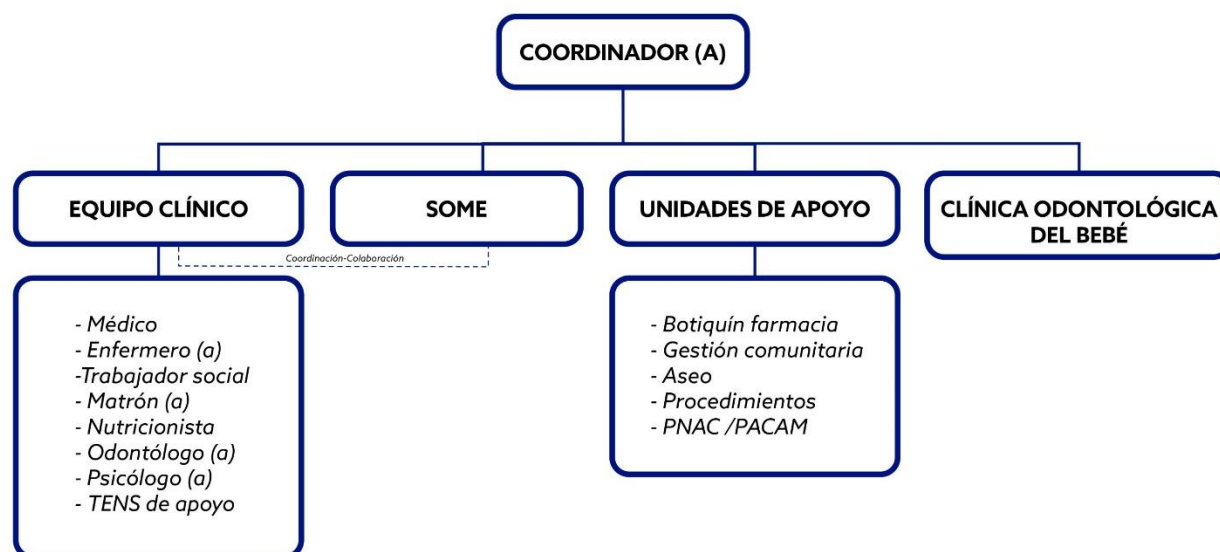 COORDINADOR (A)
EQUIPO CLÍNICO
SOME
UNIDADES DE APOYO
CLÍNICA ODONTOLÓGICA
DEL BEBÉ
Coordinación-Colaboración
- Médico
- Enfermero (a)
-Trabajador social
- Matrón (a)
- Nutricionista
- Odontólogo (a)
- Psicólogo (a)
- TENS de apoyo
- Botiquín farmacia
- Gestión comunitaria
- Aseo
- Procedimientos
- PNAC /PACAM